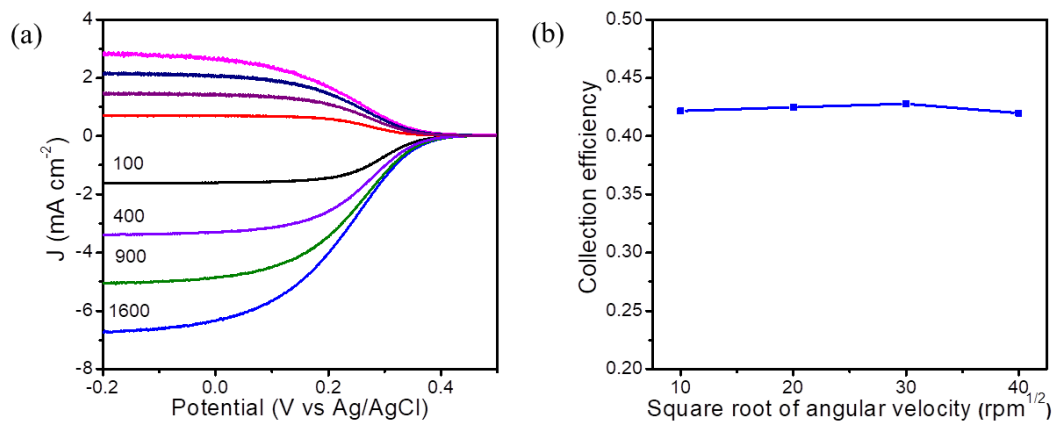 (a)
J (mA cm-2)
4
2
0
-2
-4
-6
-8
100
400
900
1600
-0.2 0.0 0.2 0.4
Potential (V vs Ag/AgCl)
(b)
Collection efficiency
0.50
0.45
0.40
0.35
0.30
0.25
0.20
10 20 30 40
Square root of angular velocity (rpm1/2)